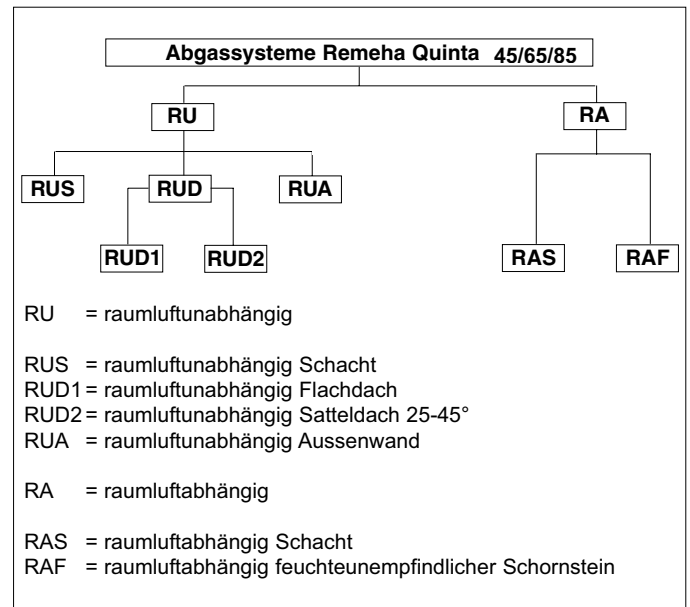 Abgassysteme Remeha Quinta 45/65/85
RU RA
RUS RUD RUA
RUD1 RUD2 RAS RAF
RU = raumluftunabhängig
RUS = raumluftunabhängig Schacht
RUD1 = raumluftunabhängig Flachdach
RUD2 = raumluftunabhängig Satteldach 25-45°
RUA = raumluftunabhängig Aussenwand
RA = raumluftabhängig
RAS = raumluftabhängig Schacht
RAF = raumluftabhängig feuchteunempfindlicher Schornstein